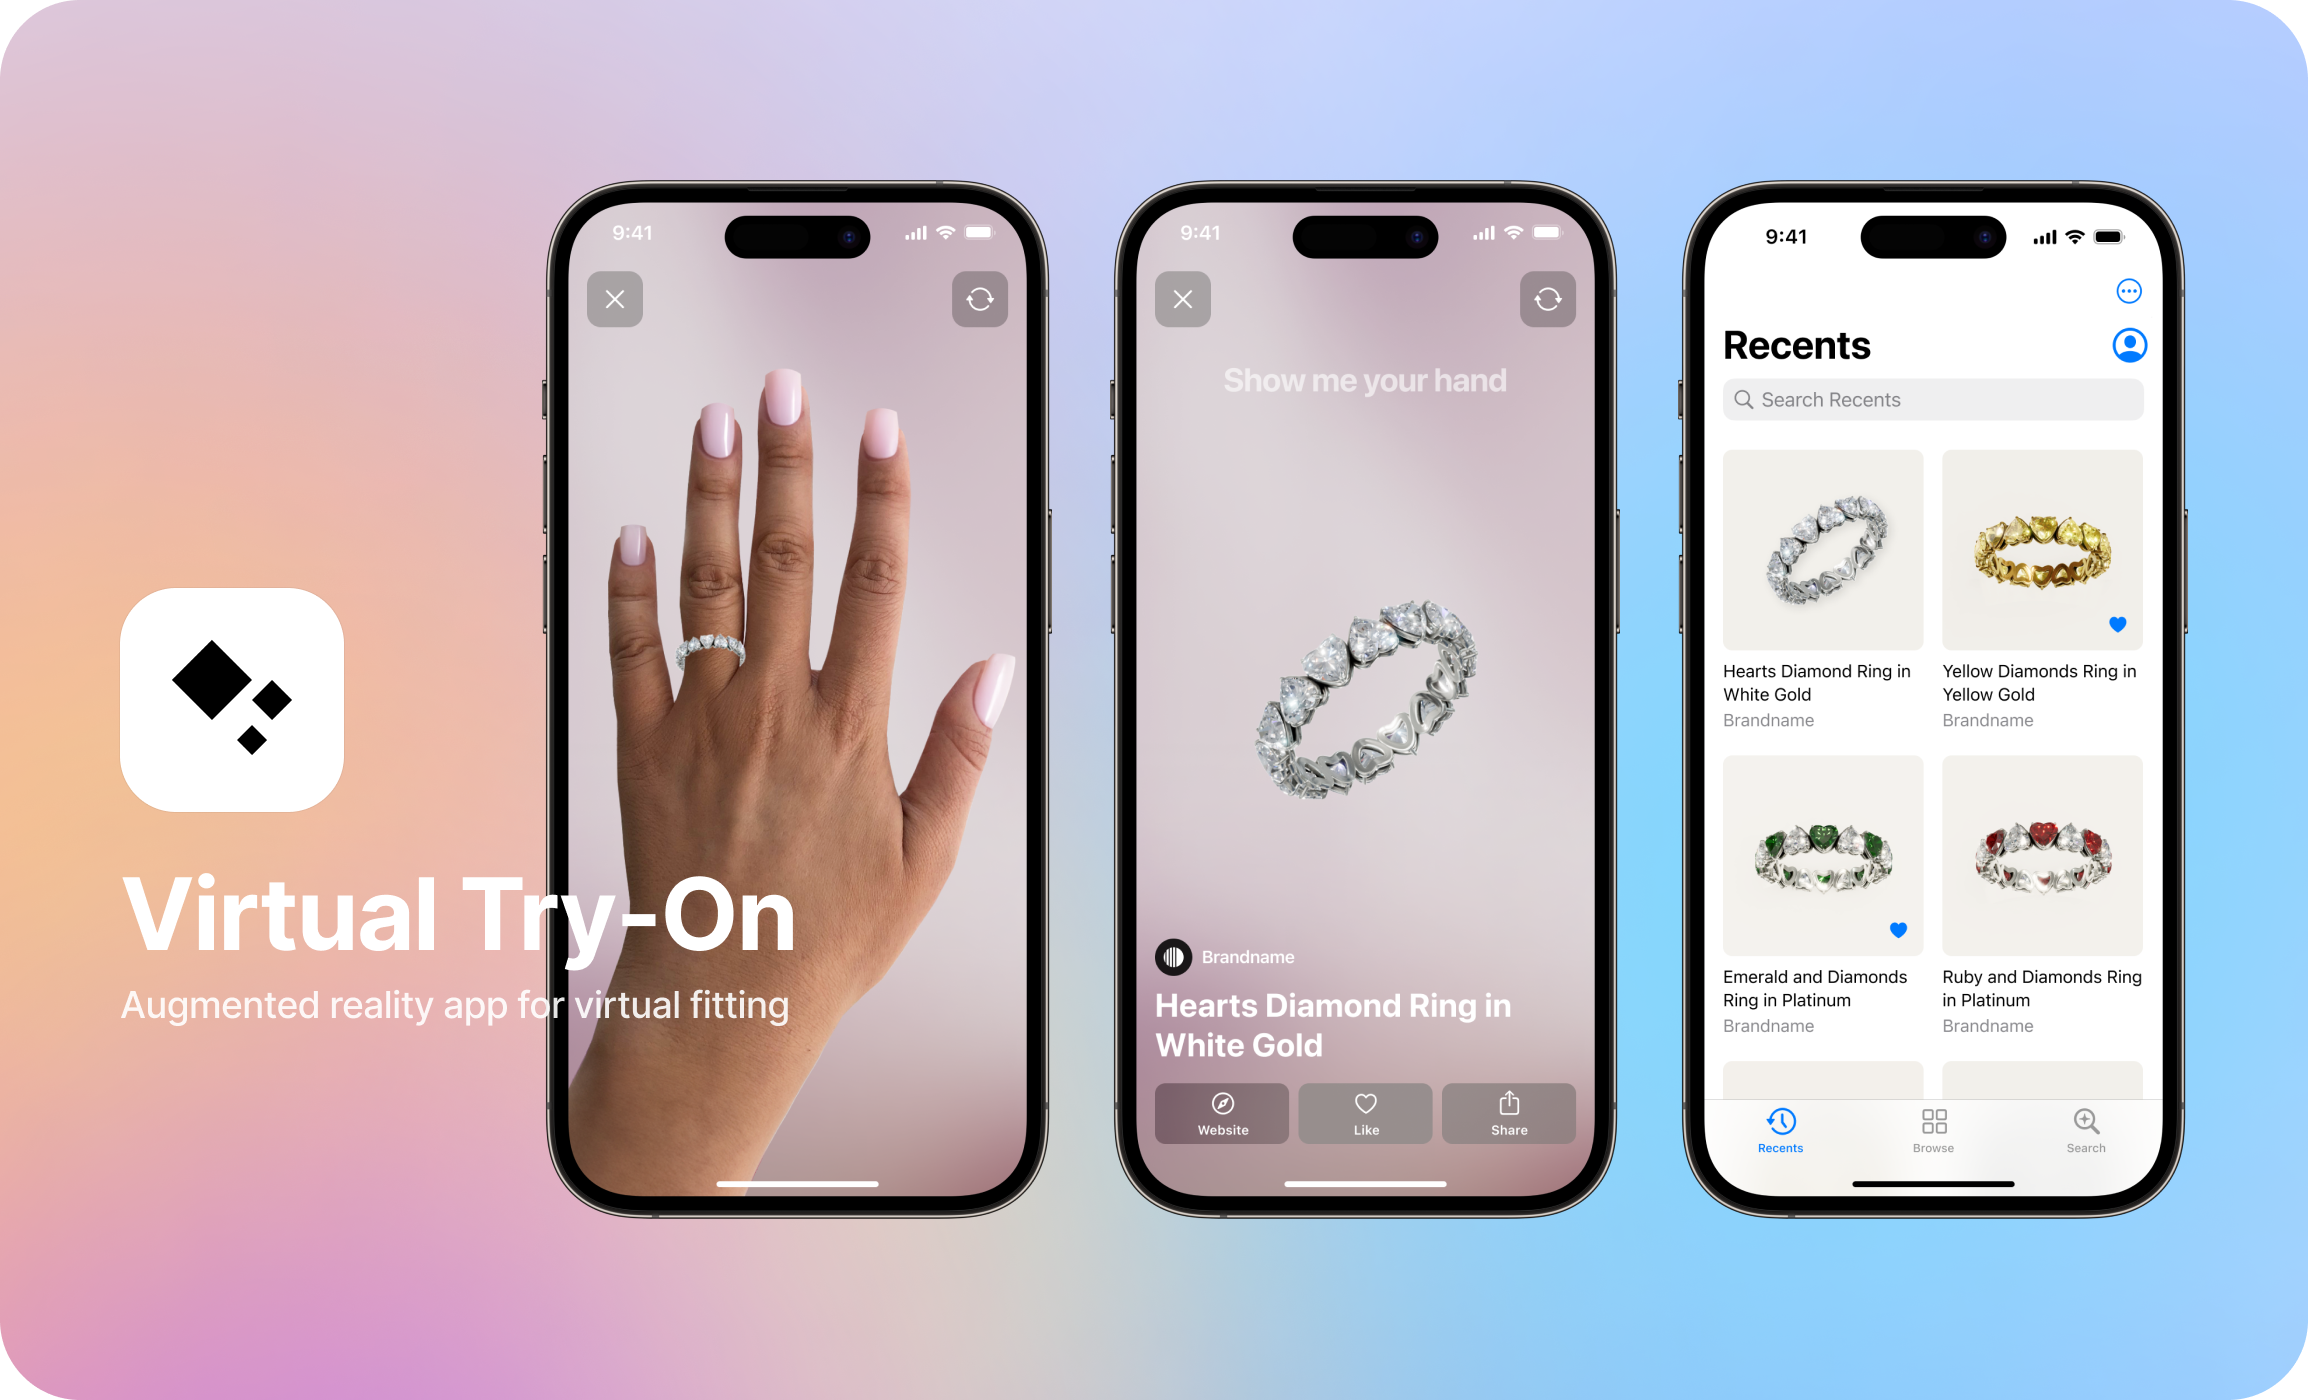 Virtual Try-On
Augmented reality app for virtual fitting
9:41
9:41
Show me your hand
Brandname
Hearts Diamond Ring in
White Gold
Website
Like
Share
9:41
Recents
Search Recents
Hearts Diamond Ring in
White Gold
Brandname
Yellow Diamonds Ring in
Yellow Gold
Brandname
Emerald and Diamonds
Ring in Platinum
Brandname
Ruby and Diamonds Ring
in Platinum
Brandname
Recents
Browse
Search